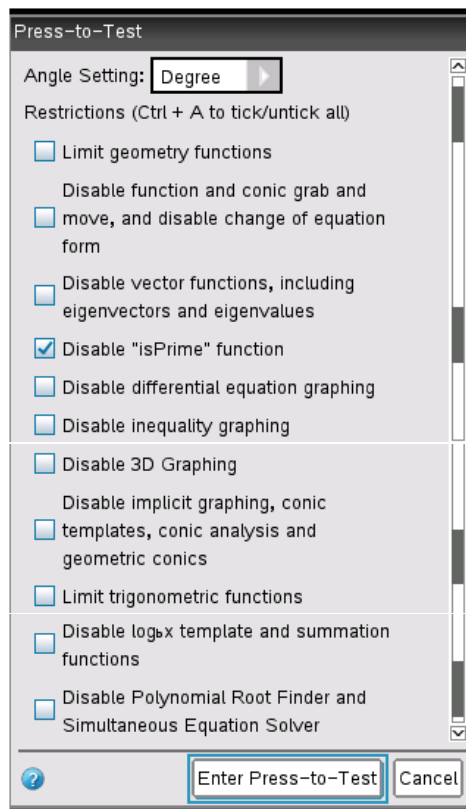 Press-to-Test
Angle Setting: Degree
Restrictions (Ctrl + A to tick/untick all)
Limit geometry functions
Disable function and conic grab and
move, and disable change of equation
form
Disable vector functions, including
eigenvectors and eigenvalues
Disable "isPrime" function
Disable differential equation graphing
Disable inequality graphing
Disable 3D Graphing
Disable implicit graphing, conic
templates, conic analysis and
geometric conics
Limit trigonometric functions
Disable logьx template and summation
functions
Disable Polynomial Root Finder and
Simultaneous Equation Solver
? Enter Press-to-Test Cancel